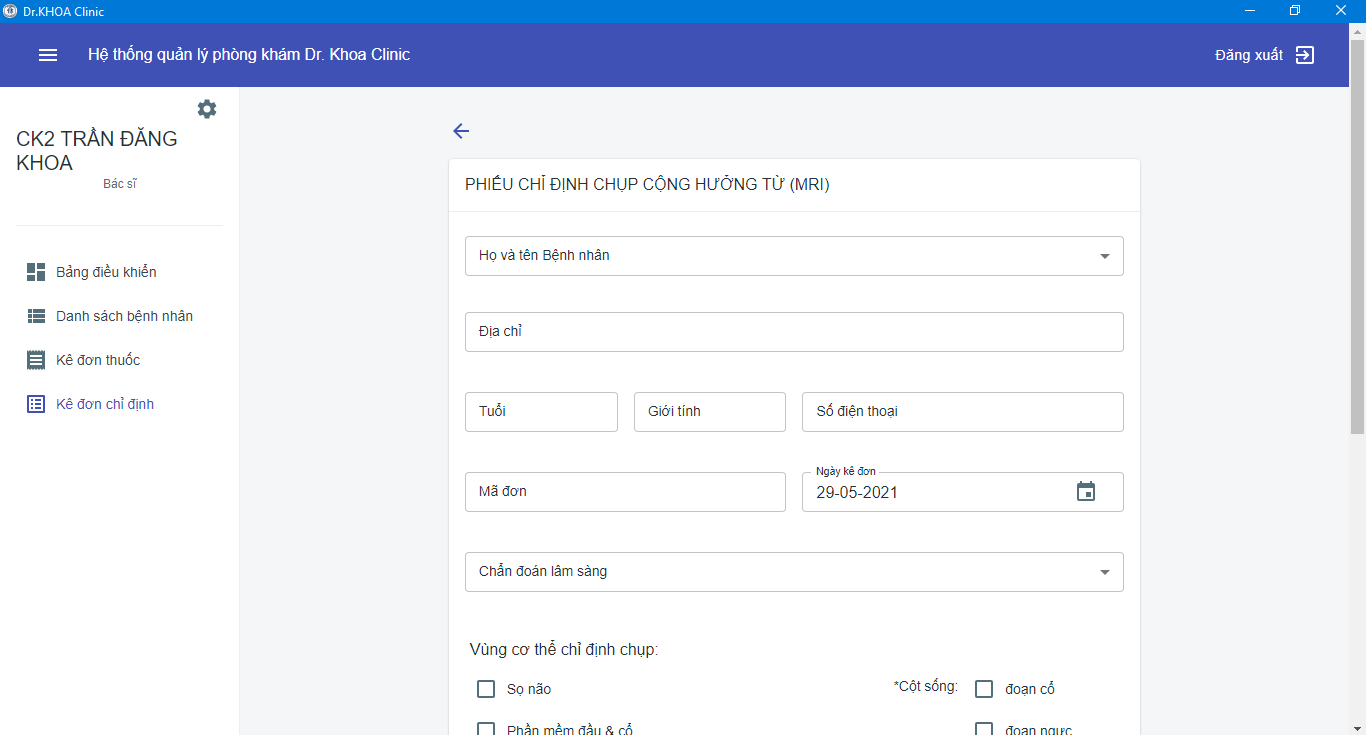 Dr.KHOA Clinic
Hệ thống quản lý phòng khám Dr. Khoa Clinic
Đăng xuất
CK2 TRẦN ĐĂNG
KHOA
Bác sĩ
Bảng điều khiển
Danh sách bệnh nhân
Kê đơn thuốc
Kê đơn chỉ định
PHIẾU CHỈ ĐỊNH CHỤP CỘNG HƯỞNG TỪ (MRI)
Họ và tên Bệnh nhân
Địa chỉ
Tuổi
Giới tính
Số điện thoại
Mã đơn
Ngày kê đơn
29-05-2021
Chẩn đoán lâm sàng
Vùng cơ thể chỉ định chụp:
Sọ não
*Cột sống:
đoạn cổ
Phần mềm đầu & cổ
đoạn ngực